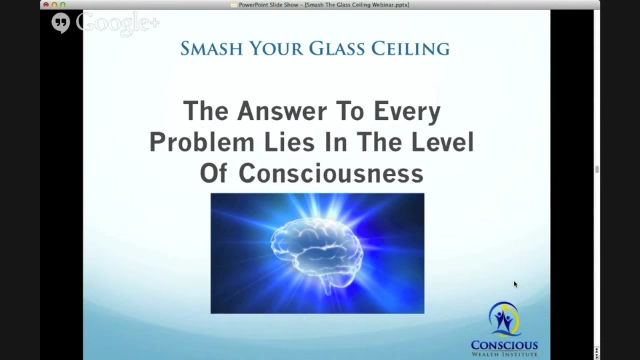 PowerPoint Slide Show - [Smash The Glass Ceiling Webinar.pptx]
Google+
SMASH YOUR GLASS CEILING
The Answer To Every
Problem Lies In The Level
Of Consciousness
CONSCIOUS
WEALTH INSTITUTE